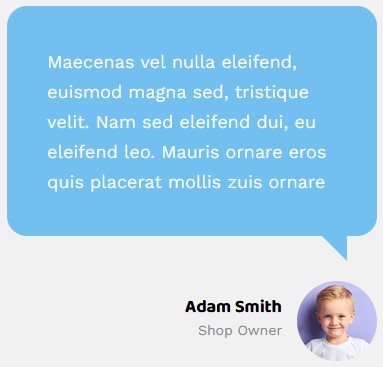 Maecenas vel nulla eleifend,
euismod magna sed, tristique
velit. Nam sed eleifend dui, eu
eleifend leo. Mauris ornare eros
quis placerat mollis zuis ornare
Adam Smith
Shop Owner